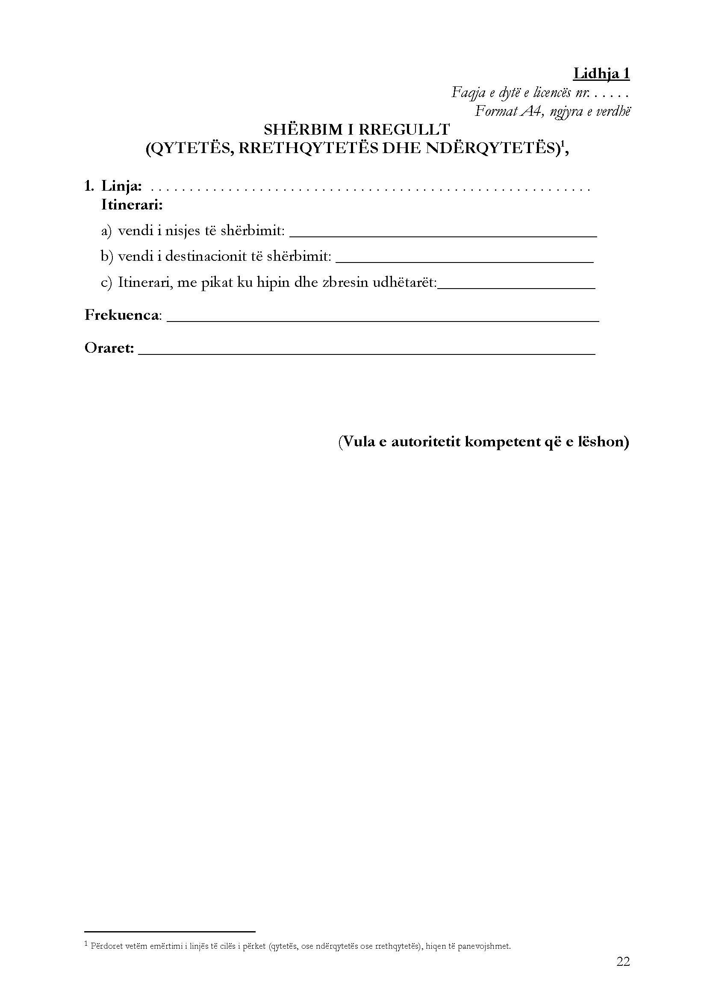 Lidhja 1
Faqja e dytë e licencës nr. . . . . .
Format A4, ngjyra e verdhë
SHËRBIM I RREGULLT
(QYTETËS, RRETHQYTETËS DHE NDËRQYTETËS)¹,
1. Linja: . . . . . . . . . . . . . . . . . . . . . . . . . . . . . . . . . . . . . . . . . . . . . . . . . . . . . . . . .
Itinerari:
a) vendi i nisjes të shërbimit: ____________________________________
b) vendi i destinacionit të shërbimit: ______________________________
c) Itinerari, me pikat ku hipin dhe zbresin udhëtarët:__________________
Frekuenca: ___________________________________________________
Oraret: ______________________________________________________
(Vula e autoritetit kompetent që e lëshon)
¹ Përdoret vetëm emërtimi i linjës të cilës i përket (qytetës, ose ndërqytetës ose rrethqytetës), hiqen të panevojshmet.
22